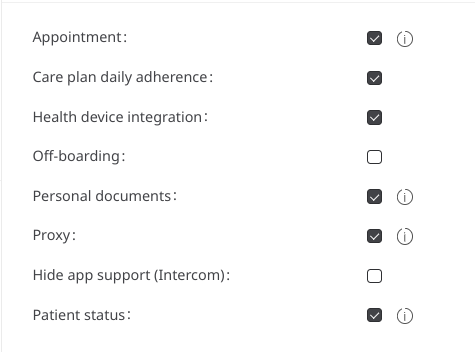 Appointment:
Care plan daily adherence:
Health device integration:
Off-boarding:
Personal documents:
Proxy:
Hide app support (Intercom):
Patient status: